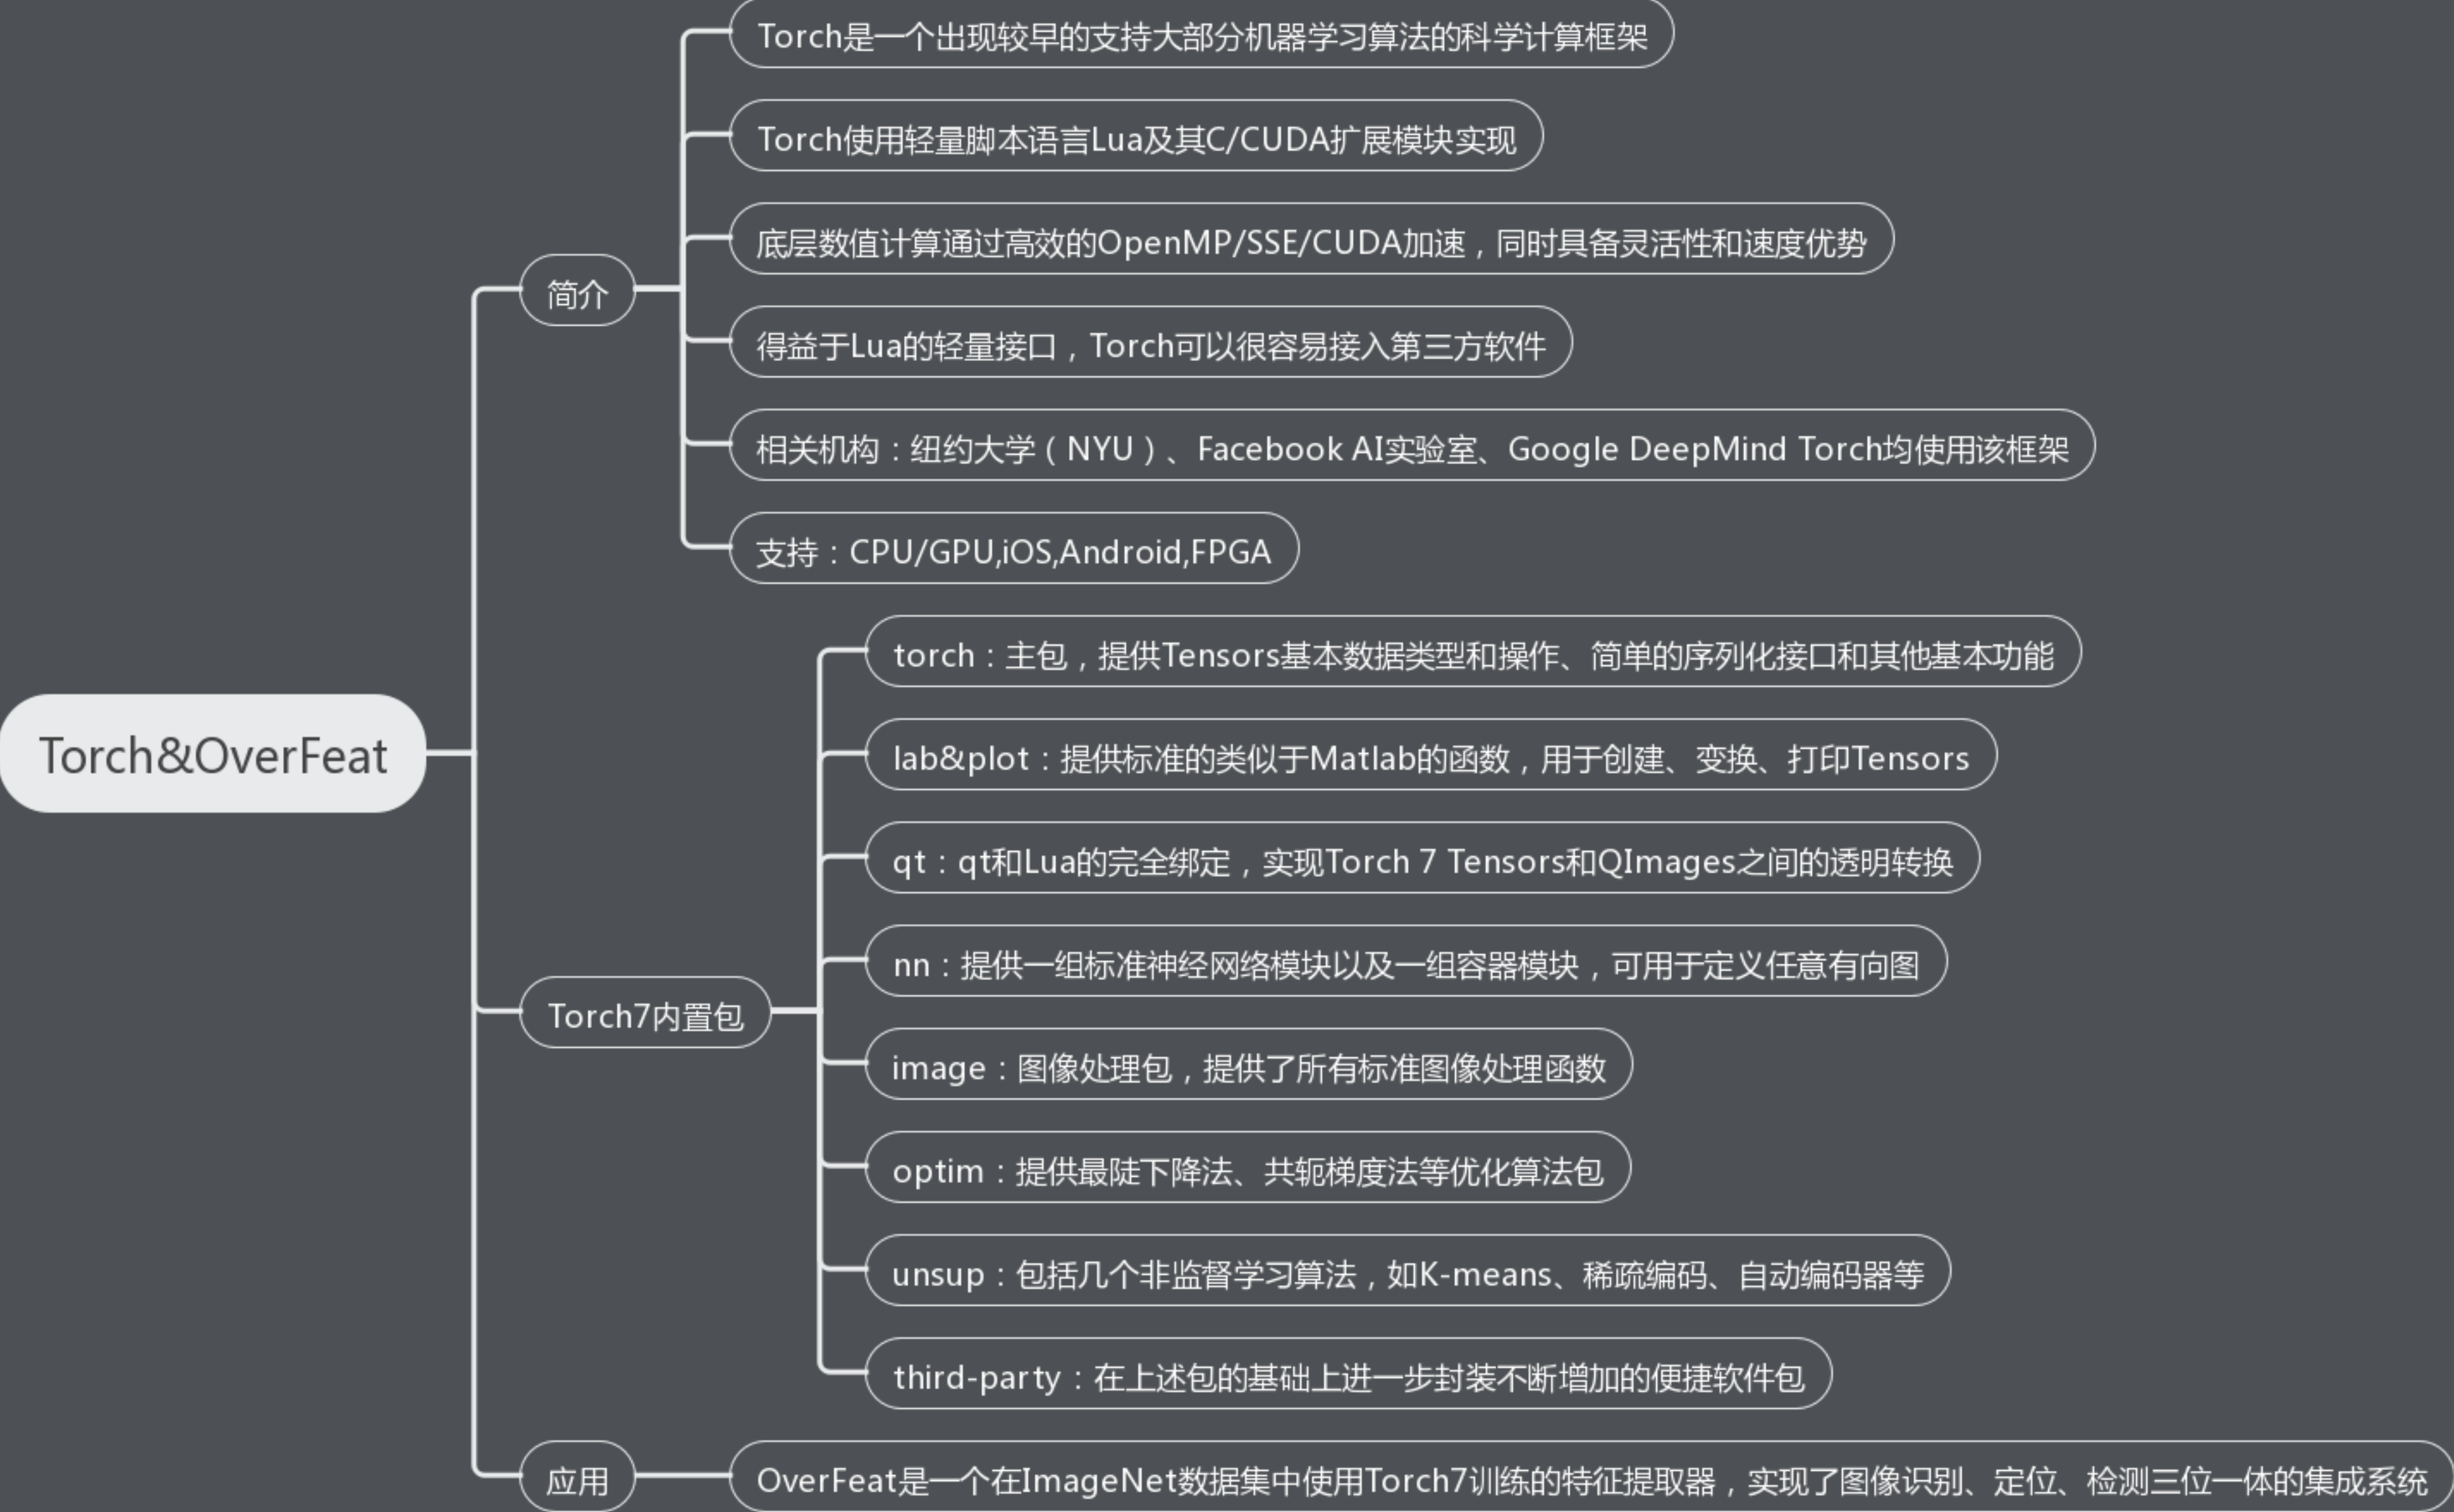 Torch&OverFeat
简介
Torch是一个出现较早的支持大部分机器学习算法的科学计算框架
Torch使用轻量脚本语言Lua及其C/CUDA扩展模块实现
底层数值计算通过高效的OpenMP/SSE/CUDA加速，同时具备灵活性和速度优势
得益于Lua的轻量接口，Torch可以很容易接入第三方软件
相关机构：纽约大学（NYU）、Facebook AI实验室、Google DeepMind Torch均使用该框架
支持：CPU/GPU,iOS,Android,FPGA
Torch7内置包
torch：主包，提供Tensors基本数据类型和操作、简单的序列化接口和其他基本功能
lab&plot：提供标准的类似于Matlab的函数，用于创建、变换、打印Tensors
qt：qt和Lua的完全绑定，实现Torch 7 Tensors和QImages之间的透明转换
nn：提供一组标准神经网络模块以及一组容器模块，可用于定义任意有向图
image：图像处理包，提供了所有标准图像处理函数
optim：提供最陡下降法、共轭梯度法等优化算法包
unsup：包括几个非监督学习算法，如K-means、稀疏编码、自动编码器等
third-party：在上述包的基础上进一步封装不断增加的便捷软件包
应用
OverFeat是一个在ImageNet数据集中使用Torch7训练的特征提取器，实现了图像识别、定位、检测三位一体的集成系统